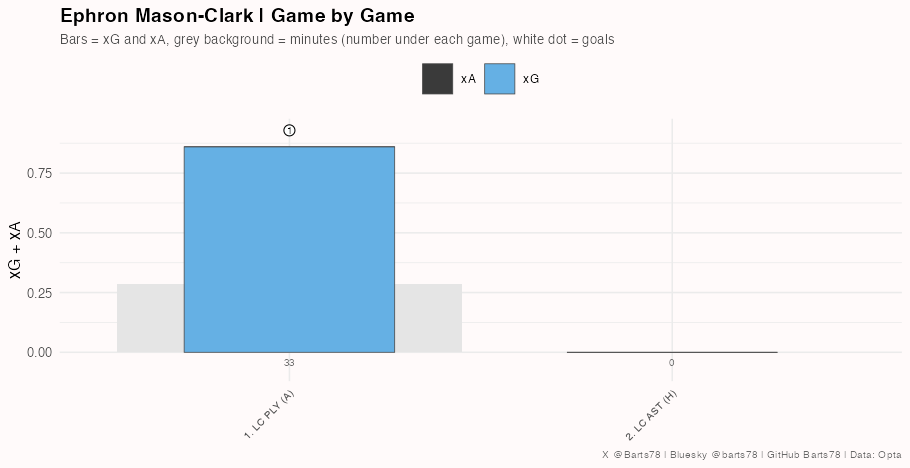 Ephron Mason-Clark | Game by Game
Bars = xG and xA, grey background = minutes (number under each game), white dot = goals
xA xG
1
0.75
0.50
0.25
0.00
xG + xA
33 0
1. LC PLY (A) 2. LC AST (H)
X @Barts78 | Bluesky @barts78 | GitHub Barts78 | Data: Opta